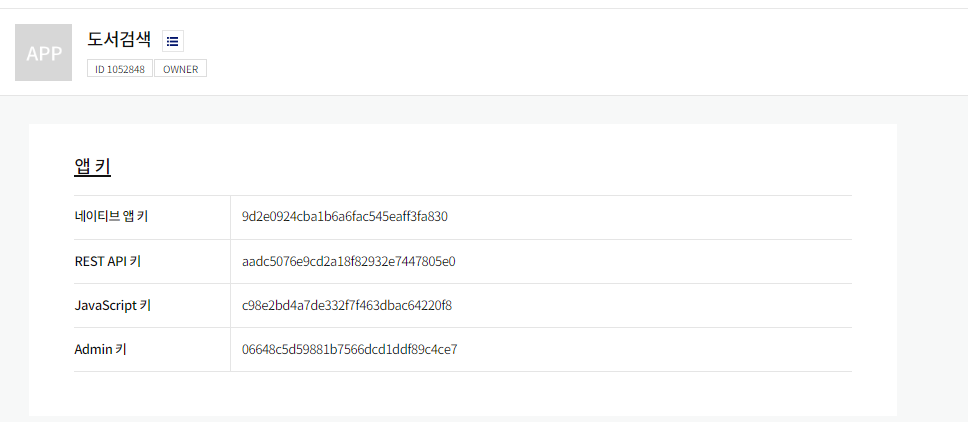 APP
도서검색
ID 1052848 OWNER
앱 키
네이티브 앱 키 9d2e0924cba1b6a6fac545eaff3fa830
REST API 키 aadc5076e9cd2a18f82932e7447805e0
JavaScript 키 c98e2bd4a7de332f7f463dbac64220f8
Admin 키 06648c5d59881b7566dcd1ddf89c4ce7